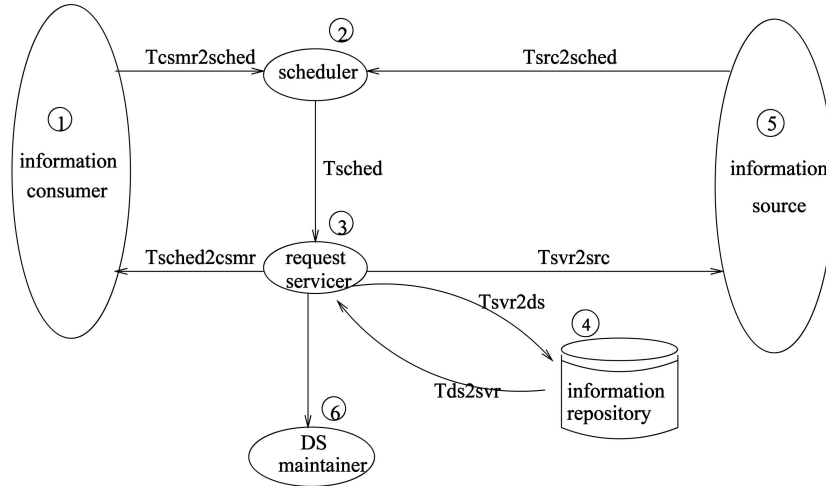 2
Tcsmr2sched
scheduler
Tsrc2sched
1
information
consumer
5
information
source
Tsched
3
request
servicer
Tsched2csmr
Tsvr2src
Tsvr2ds
4
Tds2svr
information
repository
6
DS
maintainer